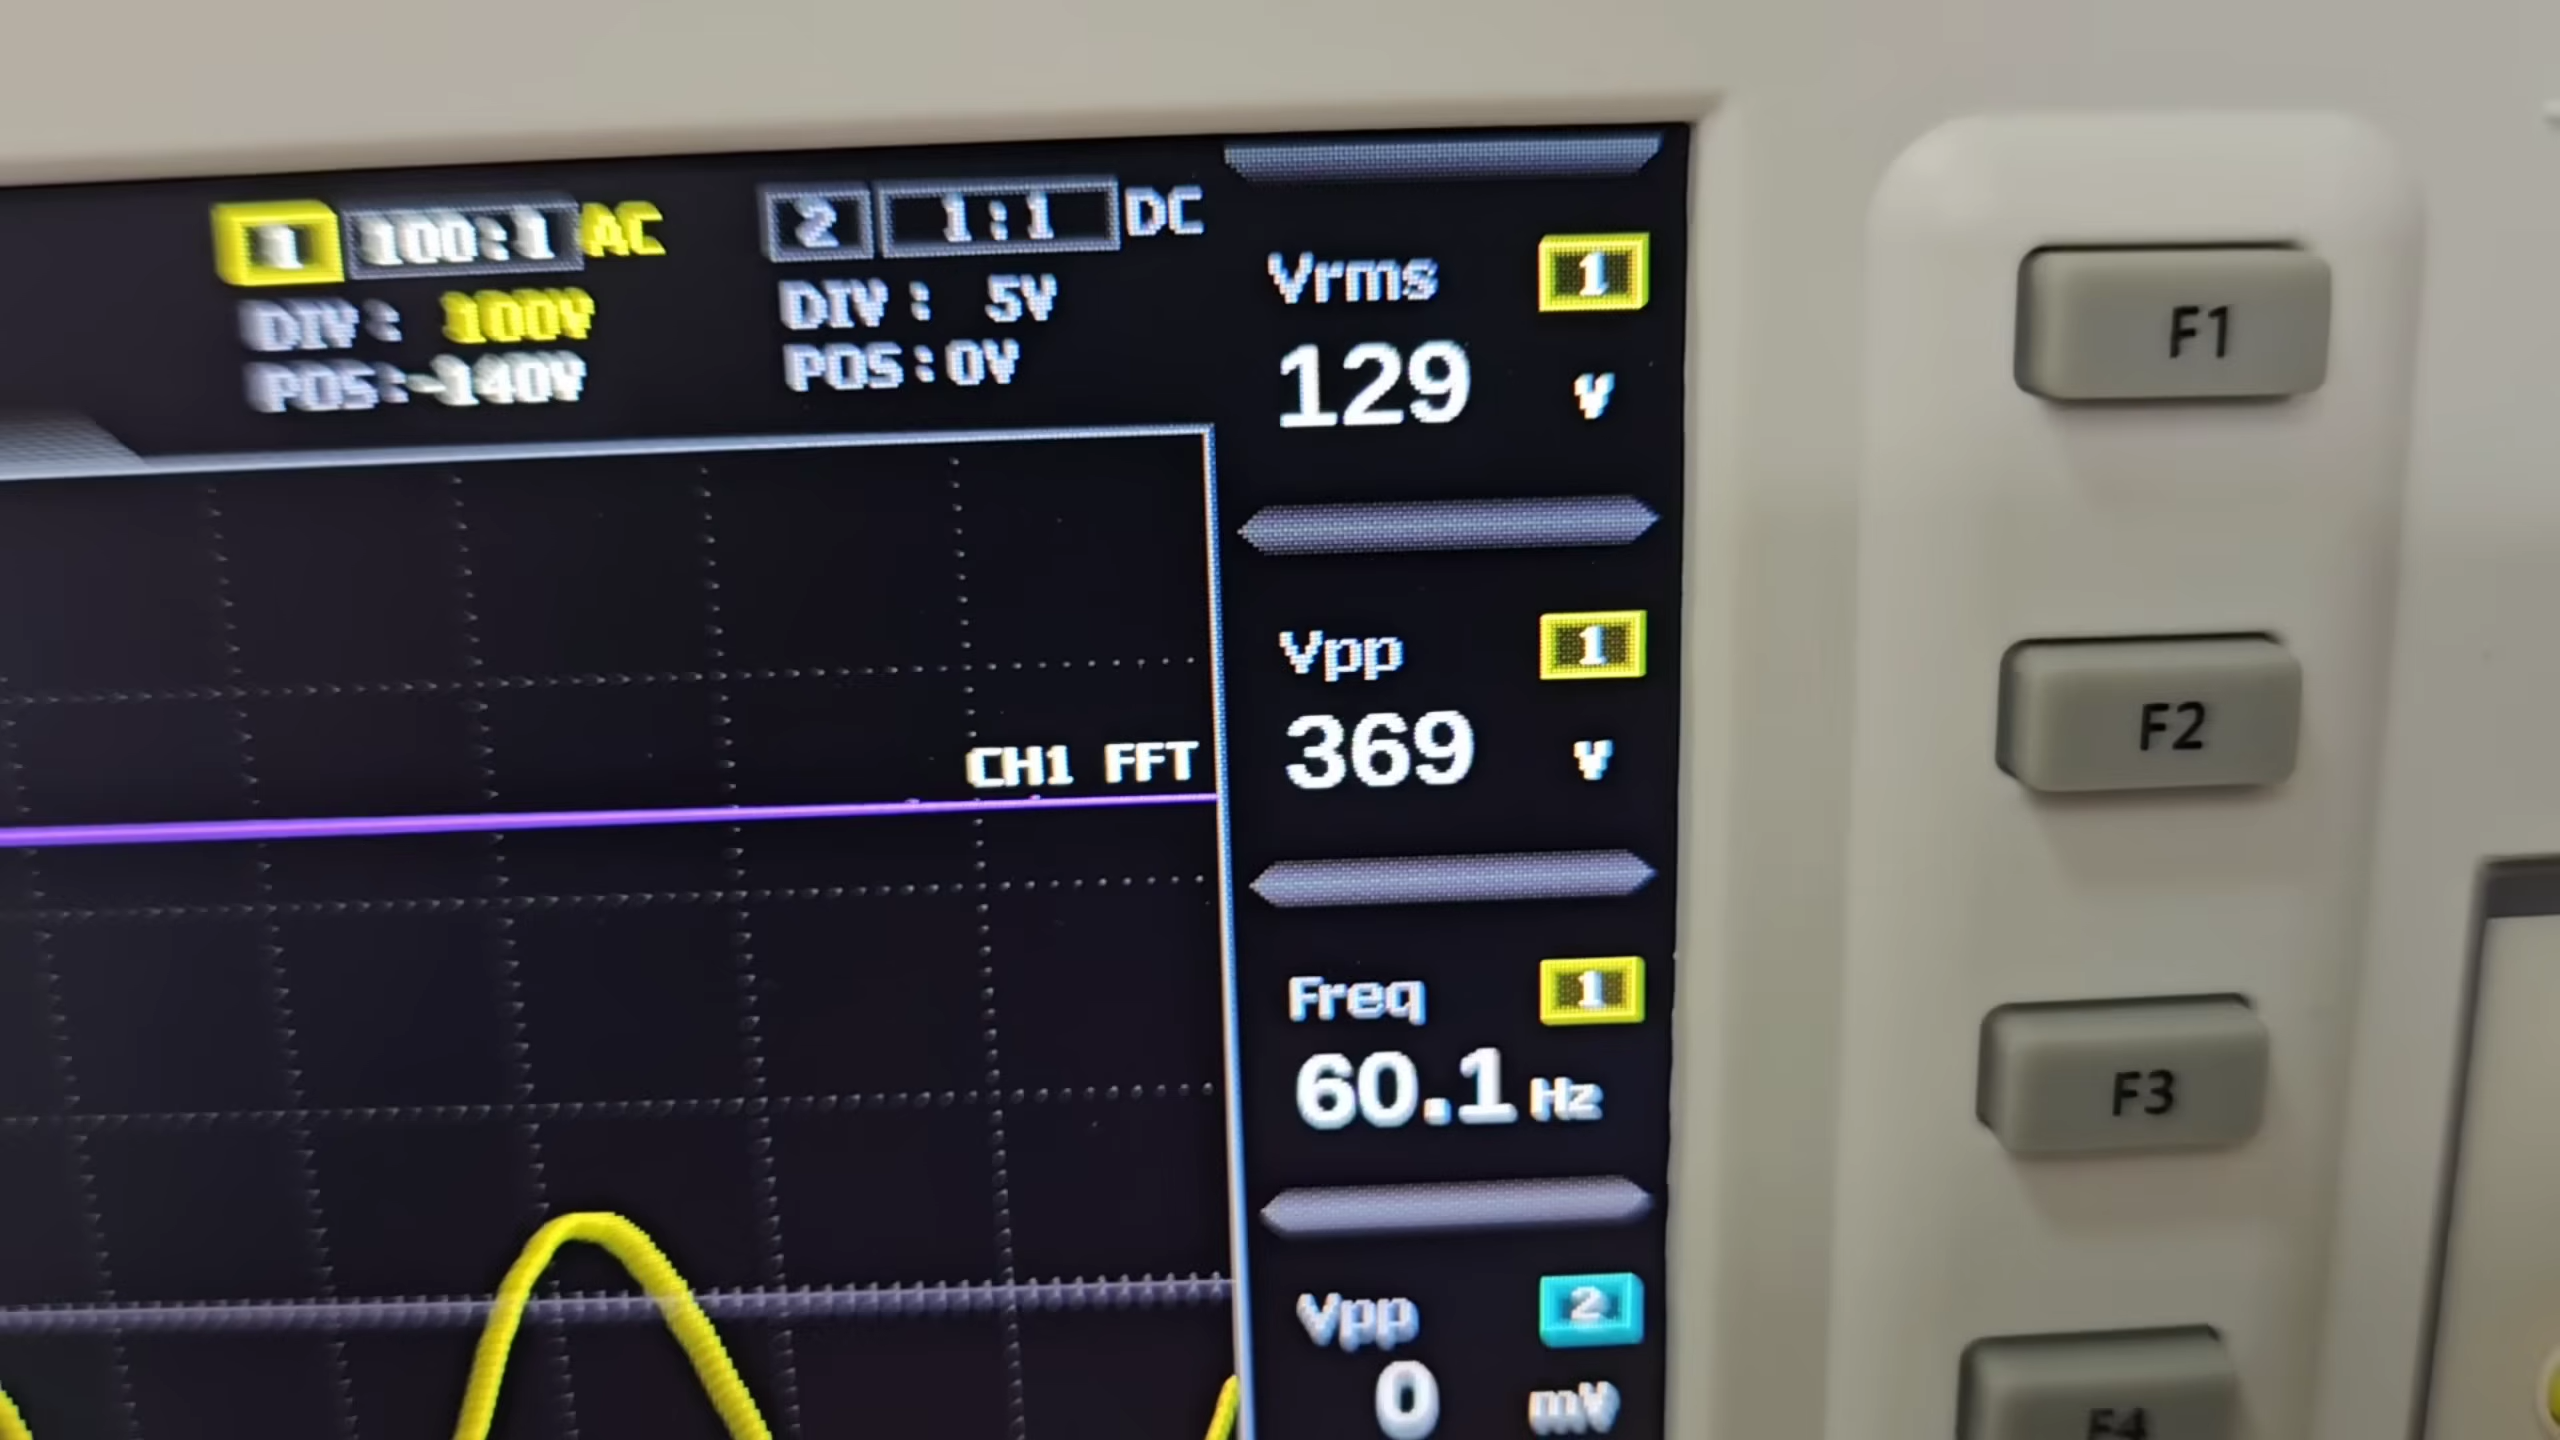 1 100:1 AC
DIV: 100V
POS:-140V
2 1:1 DC
DIV: 5V
POS:0V
CH1 FFT
Vrms 1
129 V
Vpp 1
369 V
Freq 1
60.1 Hz
Vpp 2
0 mV
F1
F2
F3
F4